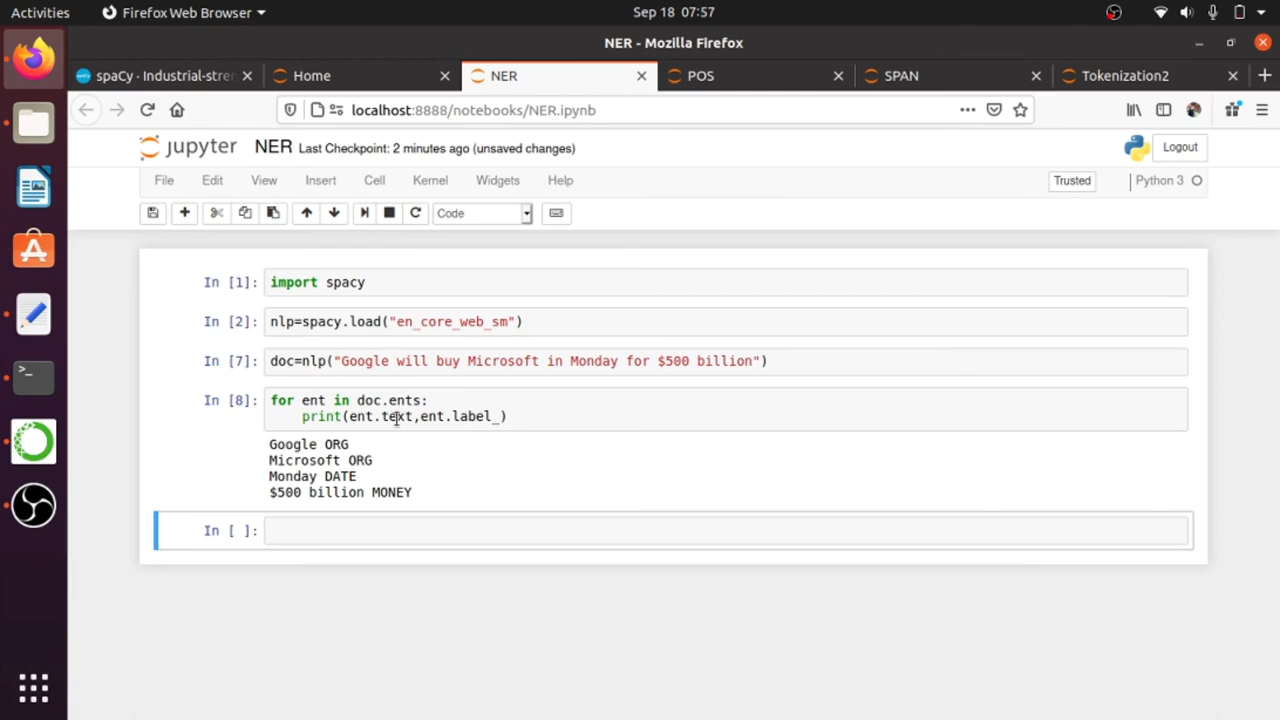 Activities
Firefox Web Browser
Sep 18 07:57
NER - Mozilla Firefox
spaCy · Industrial-stren
Home
NER
POS
SPAN
Tokenization2
localhost:8888/notebooks/NER.ipynb
jupyter NER Last Checkpoint: 2 minutes ago (unsaved changes)
Logout
File Edit View Insert Cell Kernel Widgets Help
Trusted
Python 3
Code
In [1]: import spacy
In [2]: nlp=spacy.load("en_core_web_sm")
In [7]: doc=nlp("Google will buy Microsoft in Monday for $500 billion")
In [8]: for ent in doc.ents:
print(ent.text,ent.label_)
Google ORG
Microsoft ORG
Monday DATE
$500 billion MONEY
In [ ]: